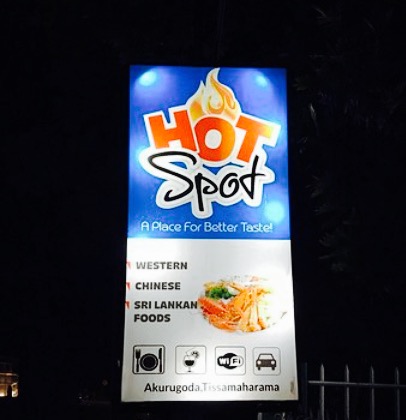 HOT
Spot
A Place For Better Taste!
WESTERN
CHINESE
SRI LANKAN
FOODS
WiFi
Akurugoda,Tissamaharama